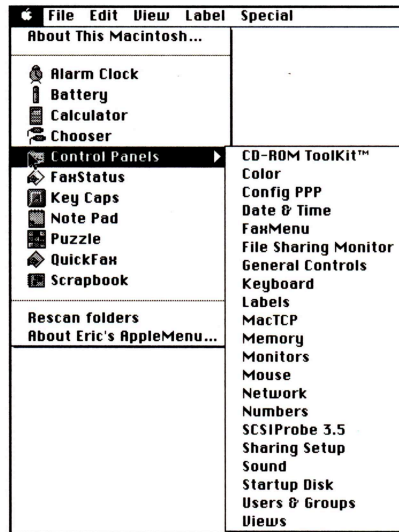 File Edit View Label Special
About This Macintosh...
Alarm Clock
Battery
Calculator
Chooser
Control Panels
FaxStatus
Key Caps
Note Pad
Puzzle
QuickFax
Scrapbook
Rescan folders
About Eric's AppleMenu...
CD-ROM ToolKit™
Color
Config PPP
Date & Time
FaxMenu
File Sharing Monitor
General Controls
Keyboard
Labels
MacTCP
Memory
Monitors
Mouse
Network
Numbers
SCSIProbe 3.5
Sharing Setup
Sound
Startup Disk
Users & Groups
Views